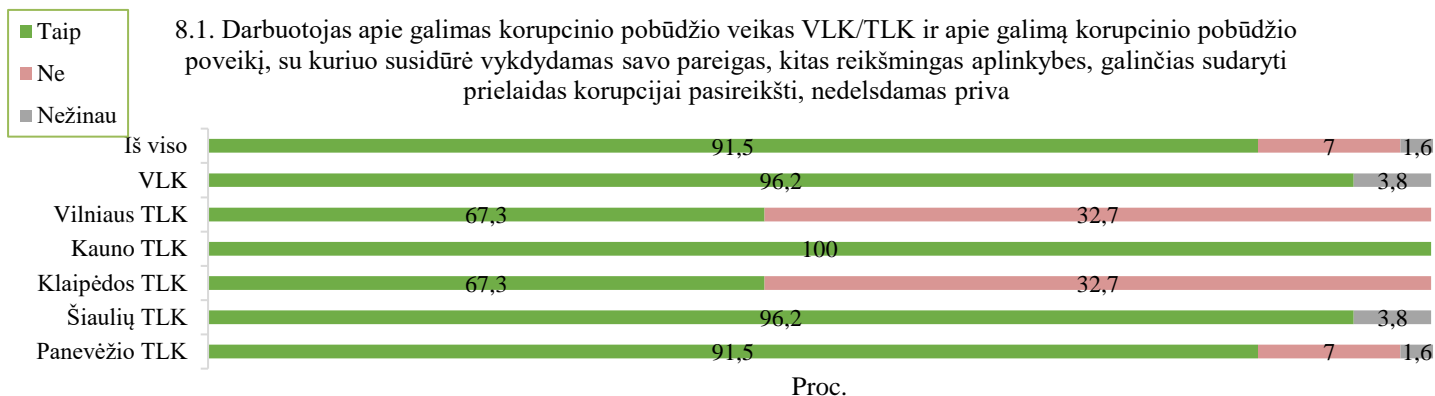 Taip
Ne
Nežinau
8.1. Darbuotojas apie galimas korupcinio pobūdžio veikas VLK/TLK ir apie galimą korupcinio pobūdžio
poveikį, su kuriuo susidūrė vykdydamas savo pareigas, kitas reikšmingas aplinkybes, galinčias sudaryti
prielaidas korupcijai pasireikšti, nedelsdamas priva
Iš viso 91,5 7 1,6
VLK 96,2 3,8
Vilniaus TLK 67,3 32,7
Kauno TLK 100
Klaipėdos TLK 67,3 32,7
Šiaulių TLK 96,2 3,8
Panevėžio TLK 91,5 7 1,6
Proc.